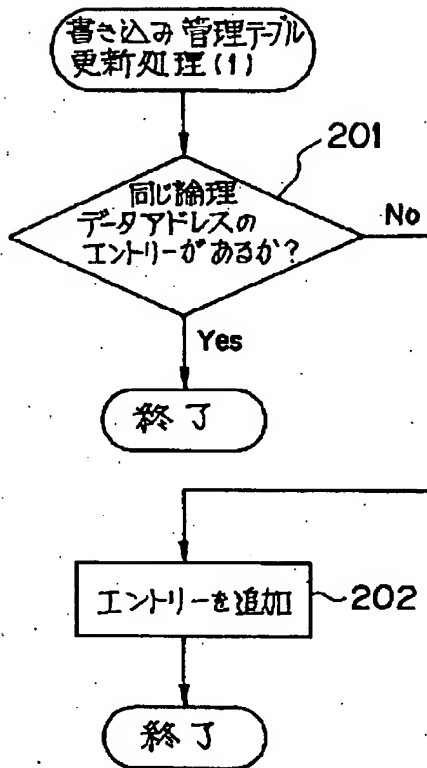 書き込み管理テーブル
更新処理(1)
201
同じ論理
データアドレスの
エントリーがあるか?
No
Yes
終了
エントリーを追加
202
終了